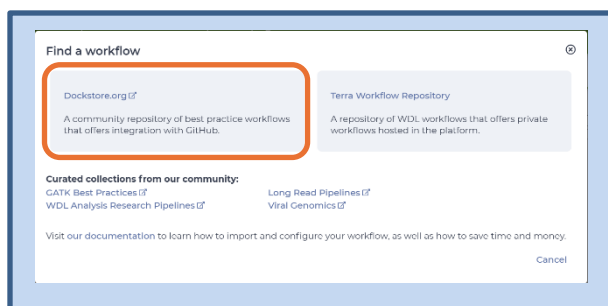 Find a workflow
Dockstore.org
A community repository of best practice workflows
that offers integration with GitHub.
Terra Workflow Repository
A repository of WDL workflows that offers private
workflows hosted in the platform.
Curated collections from our community:
GATK Best Practices
Long Read Pipelines
WDL Analysis Research Pipelines
Viral Genomics
Visit our documentation to learn how to import and configure your workflow, as well as how to save time and money.
Cancel